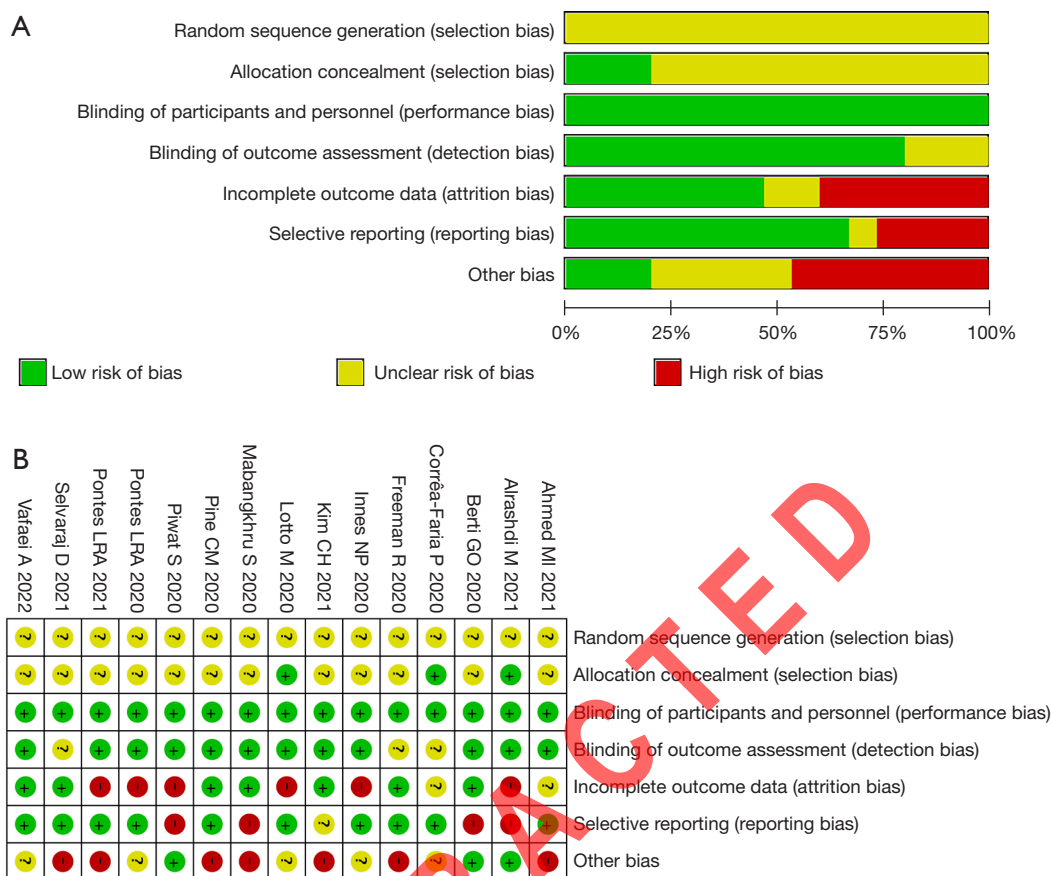 A
Random sequence generation (selection bias)
Allocation concealment (selection bias)
Blinding of participants and personnel (performance bias)
Blinding of outcome assessment (detection bias)
Incomplete outcome data (attrition bias)
Selective reporting (reporting bias)
Other bias
0% 25% 50% 75% 100%
Low risk of bias Unclear risk of bias High risk of bias
B
Vafaei A 2022
Selvaraj D 2021
Pontes LRA 2021
Pontes LRA 2020
Piwat S 2020
Pine CM 2020
Mabangkhru S 2020
Lotto M 2020
Kim CH 2021
Innes NP 2020
Freeman R 2020
Corrêa-Faria P 2020
Berti GO 2020
Alrashdi M 2021
Ahmed MI 2021
? ? ? ? ? ? ? ? ? ? ? ? ? ? ? Random sequence generation (selection bias)
? ? ? ? ? ? ? + ? ? ? + ? + ? Allocation concealment (selection bias)
+ + + + + + + + + + + + + + + Blinding of participants and personnel (performance bias)
+ ? + + + + + + + + ? ? + + + Blinding of outcome assessment (detection bias)
+ + - - - + + - + - + ? + - ? Incomplete outcome data (attrition bias)
+ + + + - + - + ? + + + - - + Selective reporting (reporting bias)
? - - ? + - - ? - ? - ? + + - Other bias
ACTED